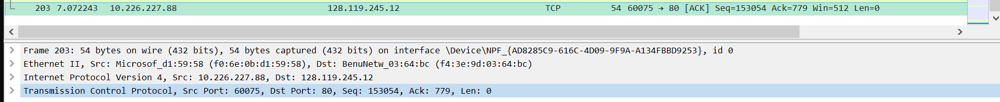 203 7.072243 10.226.227.88 128.119.245.12 TCP 54 60075 → 80 [ACK] Seq=153054 Ack=779 Win=512 Len=0
Frame 203: 54 bytes on wire (432 bits), 54 bytes captured (432 bits) on interface \Device\NPF_{AD8285C9-616C-4D09-9F9A-A134FBBD9253}, id 0
Ethernet II, Src: Microsof_d1:59:58 (f0:6e:0b:d1:59:58), Dst: BenuNetw_03:64:bc (f4:3e:9d:03:64:bc)
Internet Protocol Version 4, Src: 10.226.227.88, Dst: 128.119.245.12
Transmission Control Protocol, Src Port: 60075, Dst Port: 80, Seq: 153054, Ack: 779, Len: 0